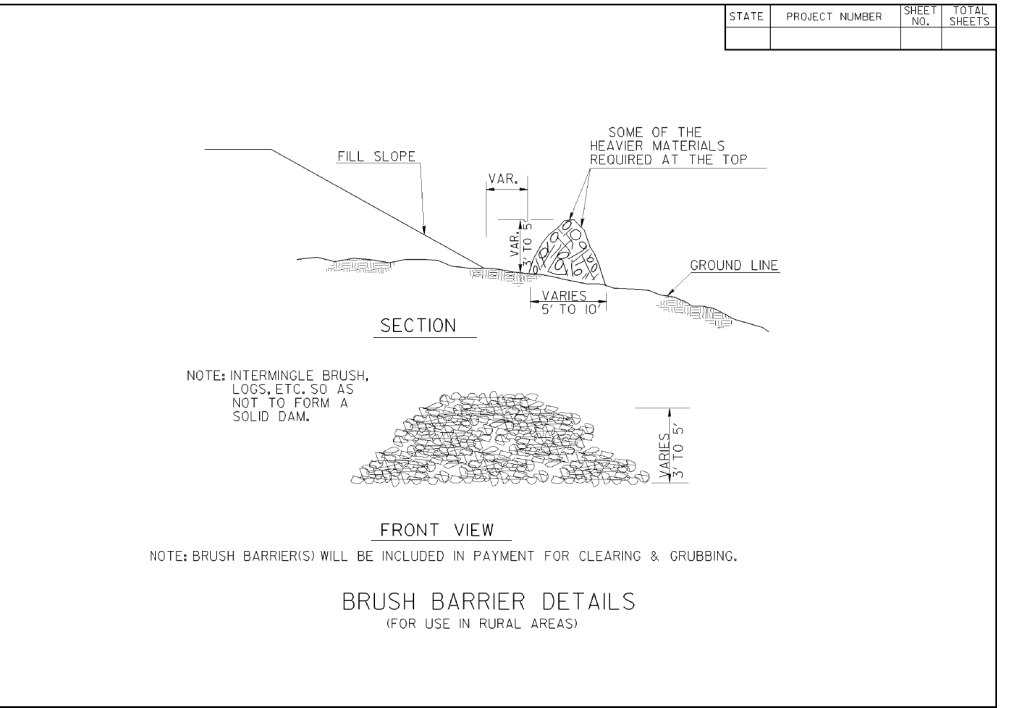 STATE PROJECT NUMBER SHEET NO. TOTAL SHEETS
SOME OF THE
HEAVIER MATERIALS
REQUIRED AT THE TOP
FILL SLOPE
VAR.
VAR.
3' TO 5'
GROUND LINE
VARIES
5' TO 10'
SECTION
NOTE: INTERMINGLE BRUSH,
LOGS, ETC. SO AS
NOT TO FORM A
SOLID DAM.
VARIES
3' TO 5'
FRONT VIEW
NOTE: BRUSH BARRIER(S) WILL BE INCLUDED IN PAYMENT FOR CLEARING & GRUBBING.
BRUSH BARRIER DETAILS
(FOR USE IN RURAL AREAS)